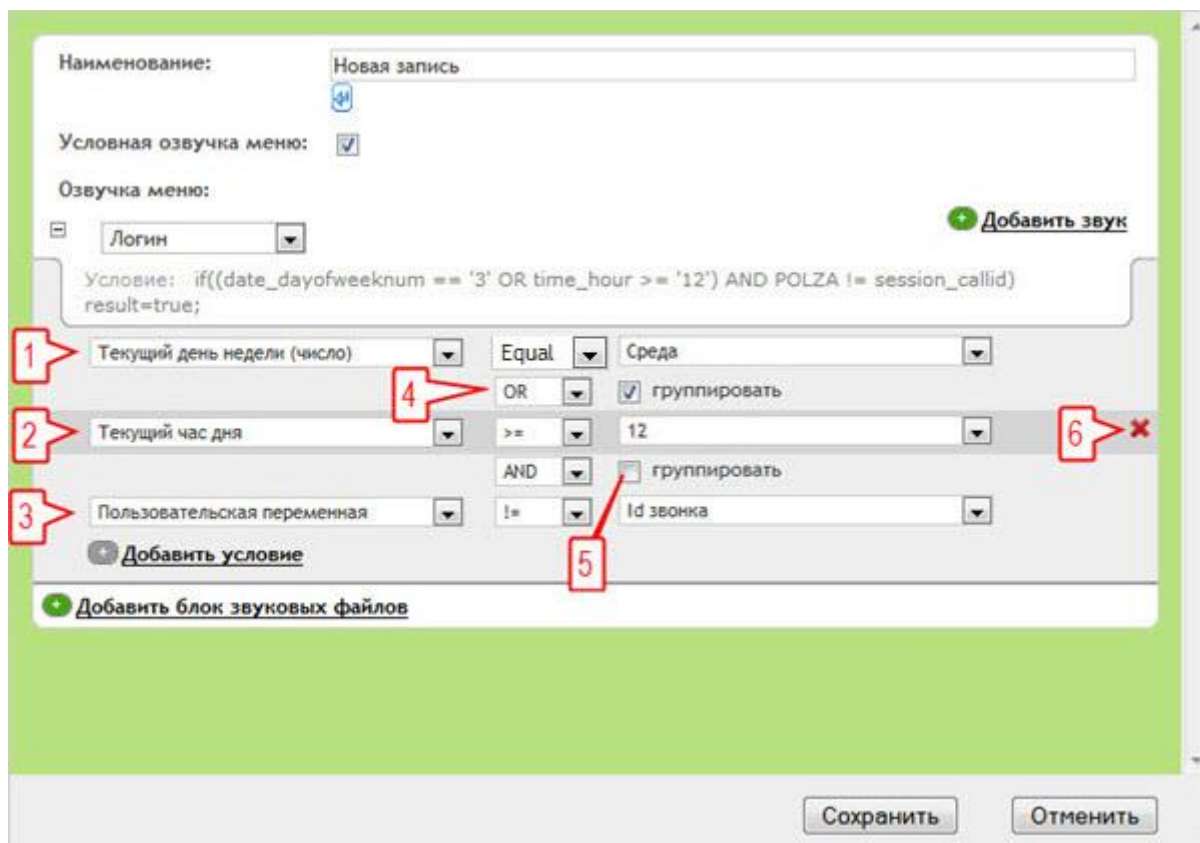 Наименование: Новая запись
Условная озвучка меню:
Озвучка меню:
Добавить звук
Логин
Условие: if((date_dayofweeknum == '3' OR time_hour >= '12') AND POLZA != session_callid)
result=true;
1 Текущий день недели (число) Equal Среда
4 OR группировать
2 Текущий час дня >= 12 6
AND группировать
3 Пользовательская переменная != Id звонка
Добавить условие 5
Добавить блок звуковых файлов
Сохранить Отменить